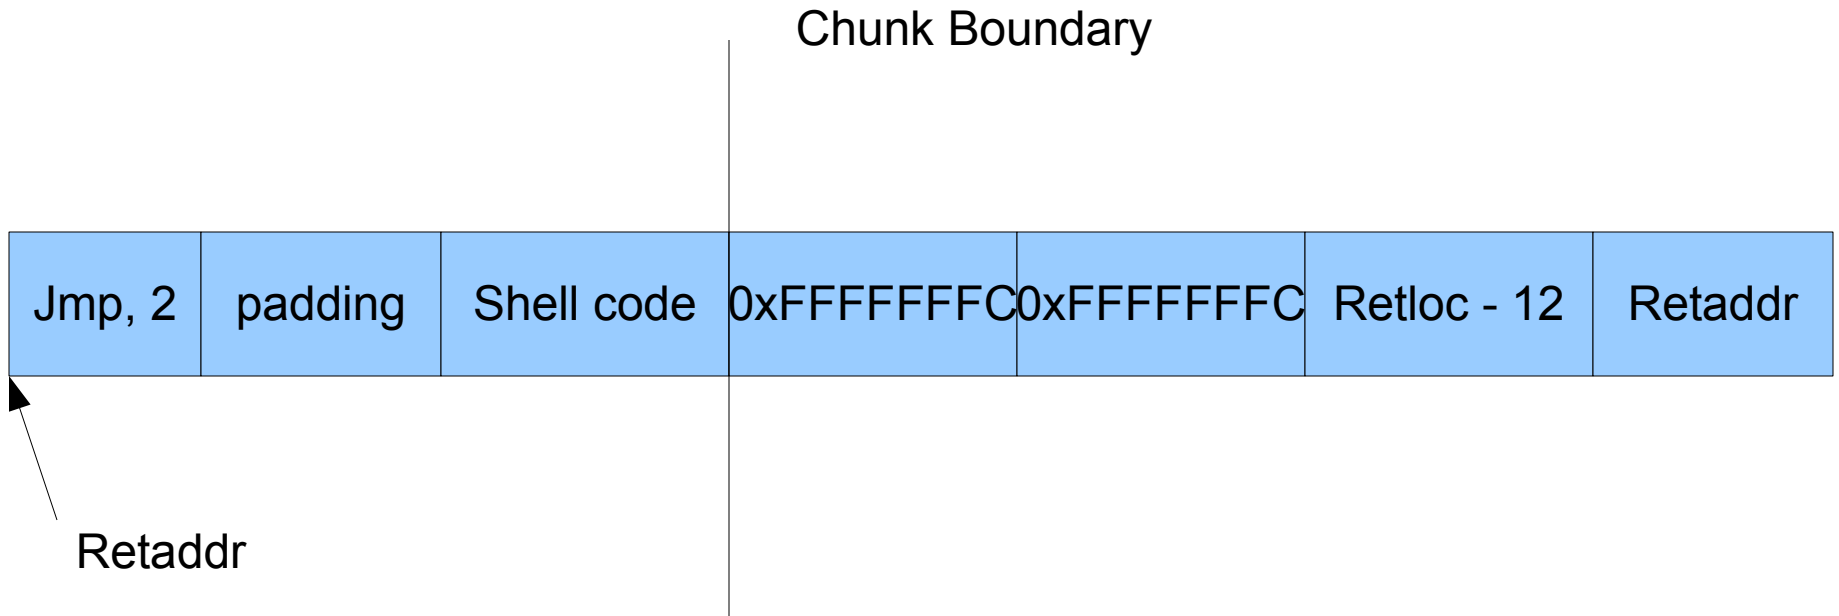 Chunk Boundary
Jmp, 2 padding Shell code 0xFFFFFFFC 0xFFFFFFFC Retloc - 12 Retaddr
Retaddr